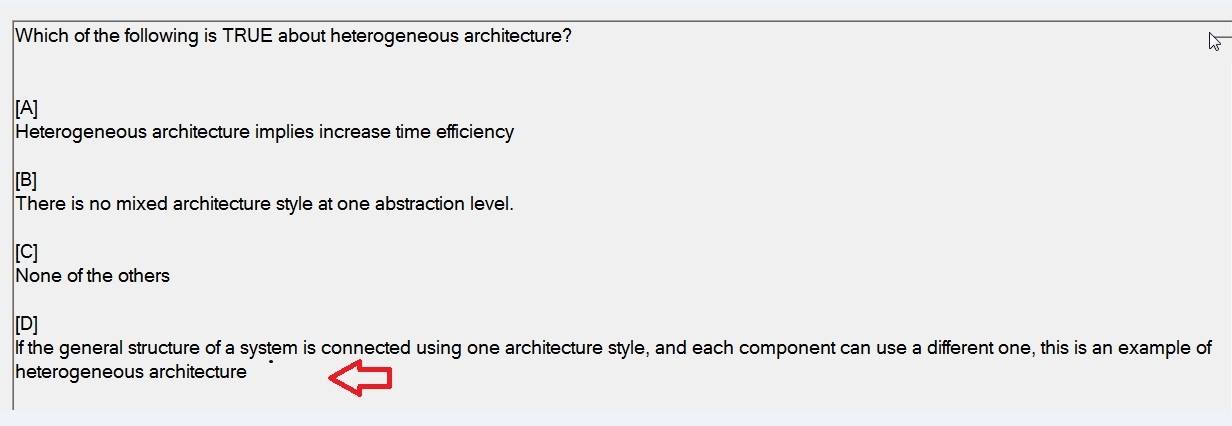 Which of the following is TRUE about heterogeneous architecture?
[A]
Heterogeneous architecture implies increase time efficiency
[B]
There is no mixed architecture style at one abstraction level.
[C]
None of the others
[D]
If the general structure of a system is connected using one architecture style, and each component can use a different one, this is an example of
heterogeneous architecture